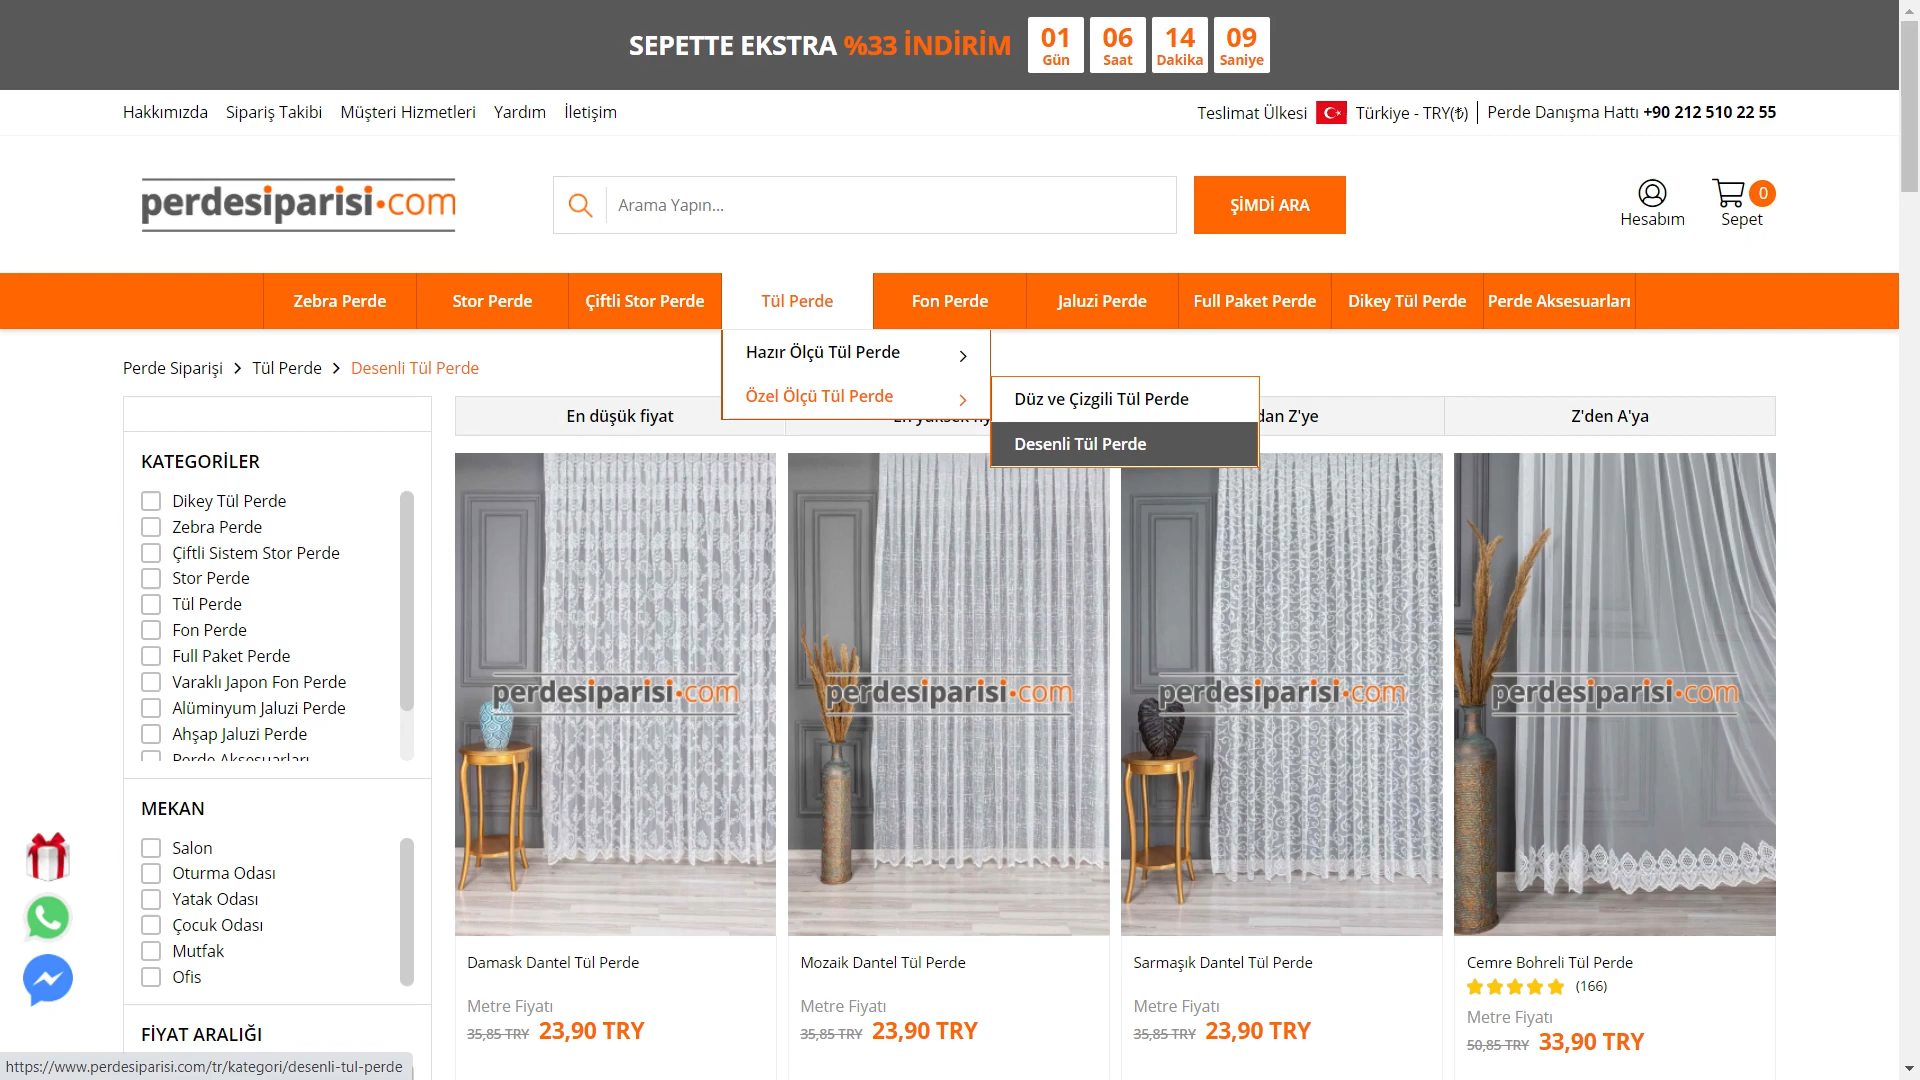 SEPETTE EKSTRA %33 İNDİRİM
01 Gün
06 Saat
14 Dakika
09 Saniye
Hakkımızda Sipariş Takibi Müşteri Hizmetleri Yardım İletişim
Teslimat Ülkesi Türkiye - TRY(₺) Perde Danışma Hattı +90 212 510 22 55
perdesiparisi.com
Arama Yapın...
ŞİMDİ ARA
Hesabım
0
Sepet
Zebra Perde Stor Perde Çiftli Stor Perde Tül Perde Fon Perde Jaluzi Perde Full Paket Perde Dikey Tül Perde Perde Aksesuarları
Hazır Ölçü Tül Perde
Özel Ölçü Tül Perde
Düz ve Çizgili Tül Perde
Desenli Tül Perde
Perde Siparişi > Tül Perde > Desenli Tül Perde
En düşük fiyat
dan Z'ye
Z'den A'ya
KATEGORİLER
Dikey Tül Perde
Zebra Perde
Çiftli Sistem Stor Perde
Stor Perde
Tül Perde
Fon Perde
Full Paket Perde
Varaklı Japon Fon Perde
Alüminyum Jaluzi Perde
Ahşap Jaluzi Perde
Perde Aksesuarları
MEKAN
Salon
Oturma Odası
Yatak Odası
Çocuk Odası
Mutfak
Ofis
FİYAT ARALIĞI
perdesiparisi.com
perdesiparisi.com
perdesiparisi.com
perdesiparisi.com
Damask Dantel Tül Perde
Metre Fiyatı
35,85 TRY 23,90 TRY
Mozaik Dantel Tül Perde
Metre Fiyatı
35,85 TRY 23,90 TRY
Sarmaşık Dantel Tül Perde
Metre Fiyatı
35,85 TRY 23,90 TRY
Cemre Bohreli Tül Perde
(166)
Metre Fiyatı
50,85 TRY 33,90 TRY
https://www.perdesiparisi.com/tr/kategori/desenli-tul-perde